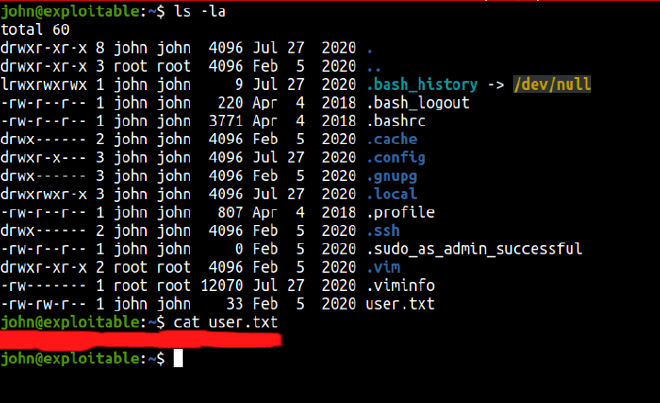 john@exploitable:~$ ls -la
total 60
drwxr-xr-x 8 john john  4096 Jul 27  2020 .
drwxr-xr-x 3 root root  4096 Feb  5  2020 ..
lrwxrwxrwx 1 john john     9 Jul 27  2020 .bash_history -> /dev/null
-rw-r--r-- 1 john john   220 Apr  4  2018 .bash_logout
-rw-r--r-- 1 john john  3771 Apr  4  2018 .bashrc
drwx------ 2 john john  4096 Feb  5  2020 .cache
drwxr-x--- 3 john john  4096 Jul 27  2020 .config
drwx------ 3 john john  4096 Feb  5  2020 .gnupg
drwxrwxr-x 3 john john  4096 Jul 27  2020 .local
-rw-r--r-- 1 john john   807 Apr  4  2018 .profile
drwx------ 2 john john  4096 Feb  5  2020 .ssh
-rw-r--r-- 1 john john     0 Feb  5  2020 .sudo_as_admin_successful
drwxr-xr-x 2 root root  4096 Feb  5  2020 .vim
-rw------- 1 root root 12070 Jul 27  2020 .viminfo
-rw-rw-r-- 1 john john    33 Feb  5  2020 user.txt
john@exploitable:~$ cat user.txt
john@exploitable:~$